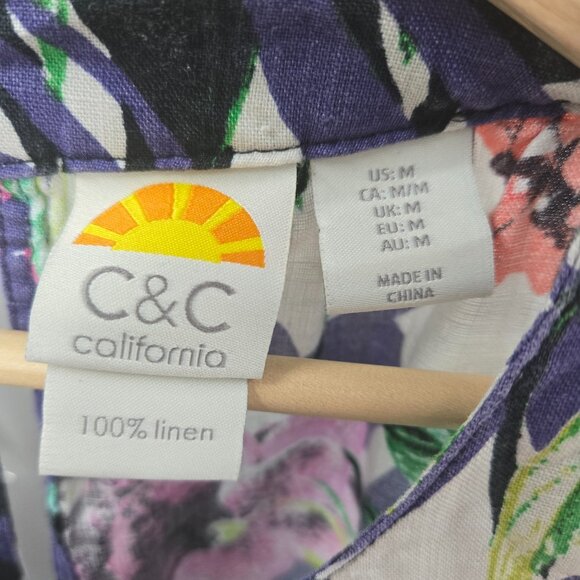 C&C
california
100% linen
US: M
CA: M/M
UK: M
EU: M
AU: M
MADE IN
CHINA